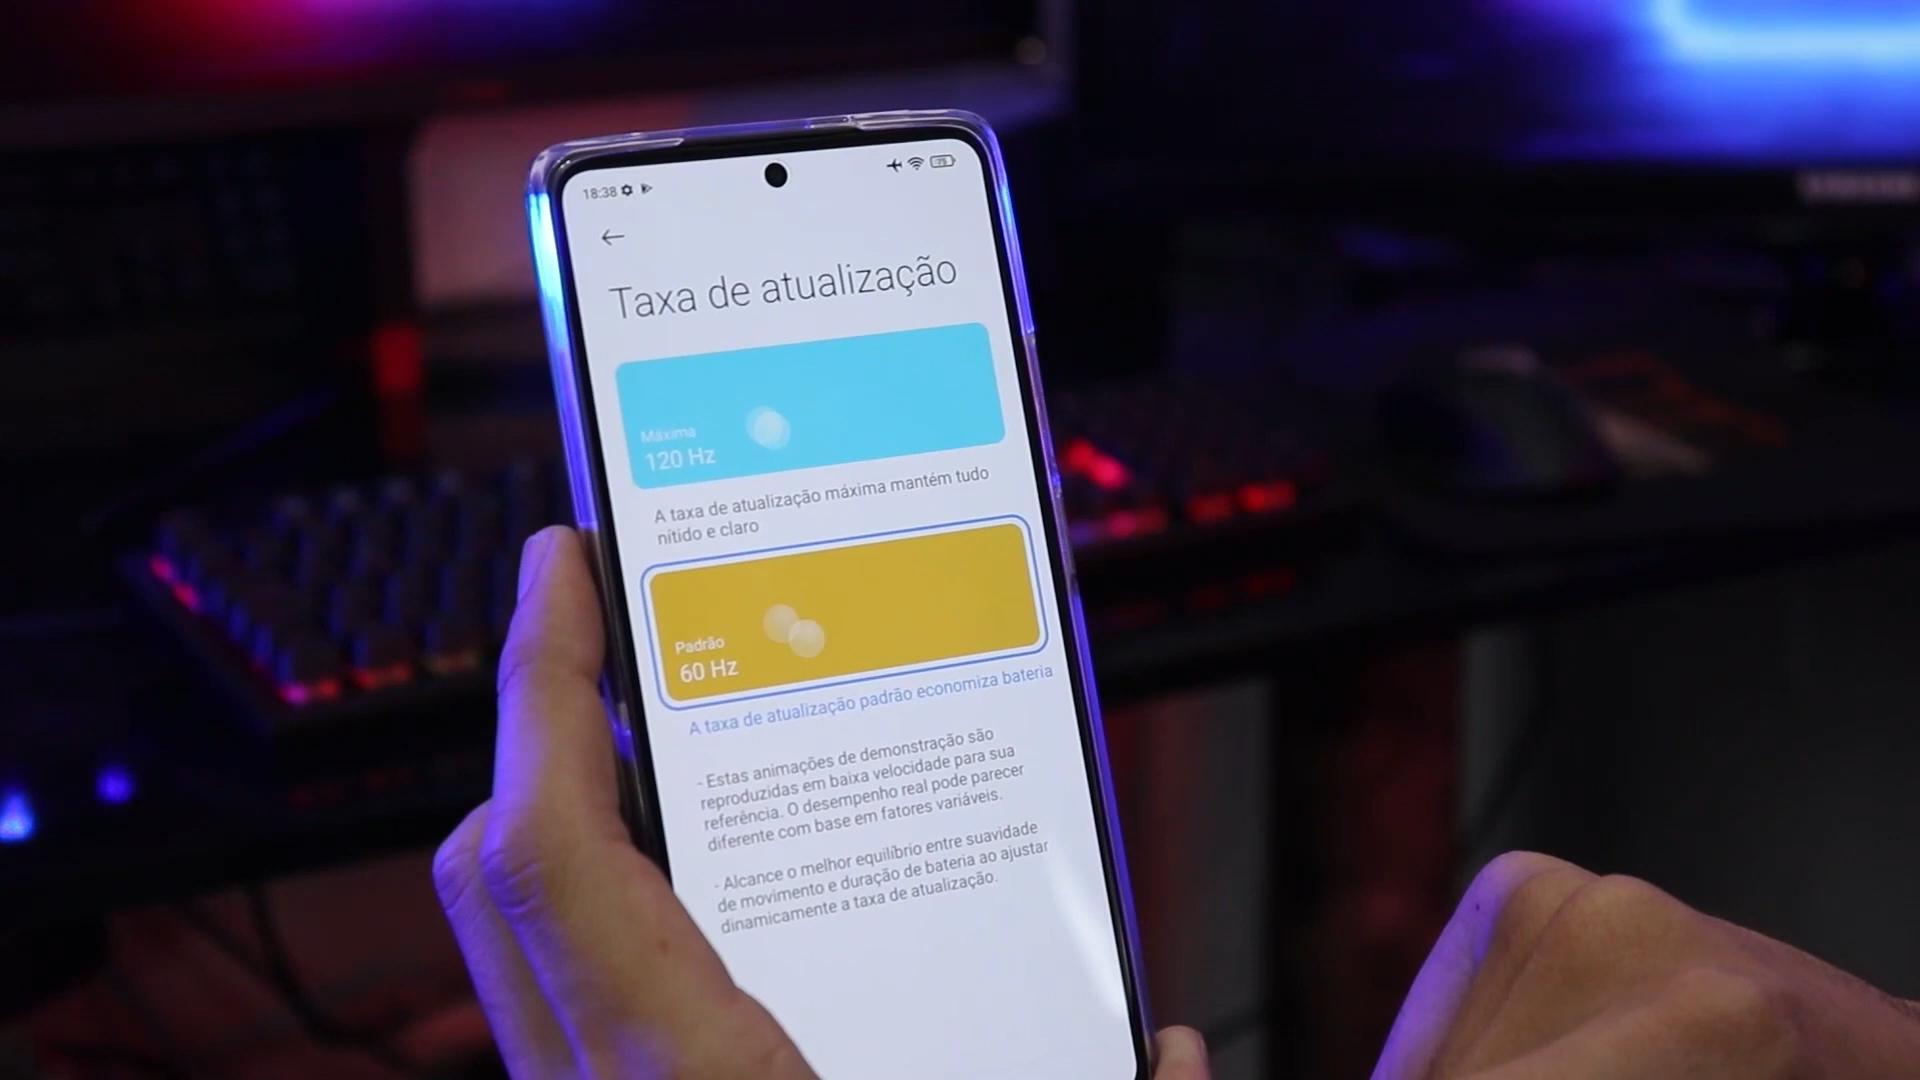 18:38
75
Taxa de atualização
Máxima
120 Hz
A taxa de atualização máxima mantém tudo
nítido e claro
Padrão
60 Hz
A taxa de atualização padrão economiza bateria
- Estas animações de demonstração são
reproduzidas em baixa velocidade para sua
referência. O desempenho real pode parecer
diferente com base em fatores variáveis.
- Alcance o melhor equilíbrio entre suavidade
de movimento e duração de bateria ao ajustar
dinamicamente a taxa de atualização.